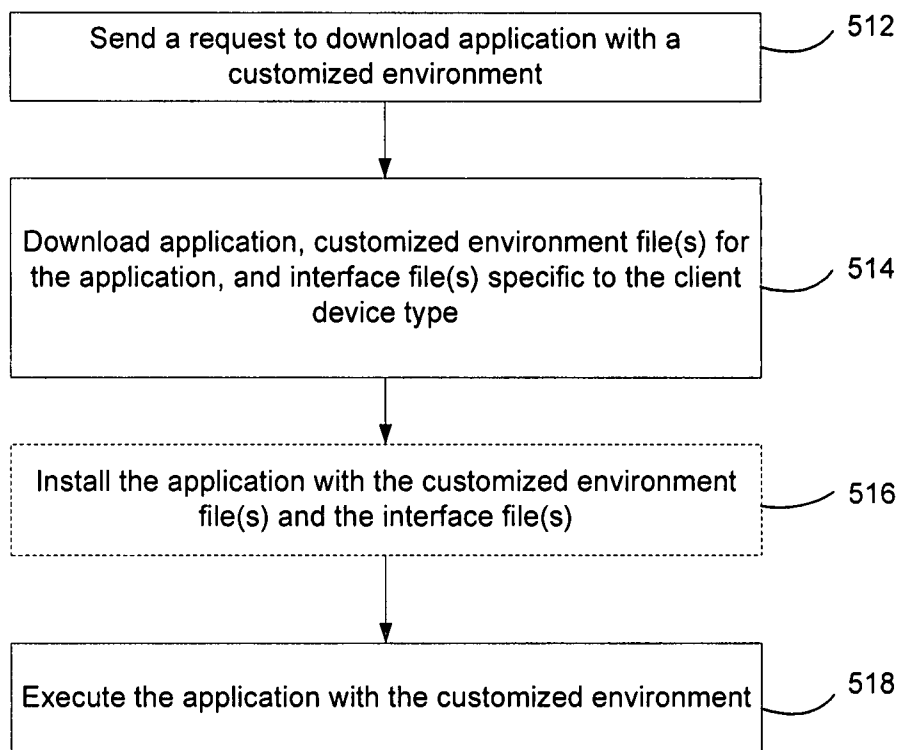 Send a request to download application with a
customized environment
512
Download application, customized environment file(s) for
the application, and interface file(s) specific to the client
device type
514
Install the application with the customized environment
file(s) and the interface file(s)
516
Execute the application with the customized environment
518